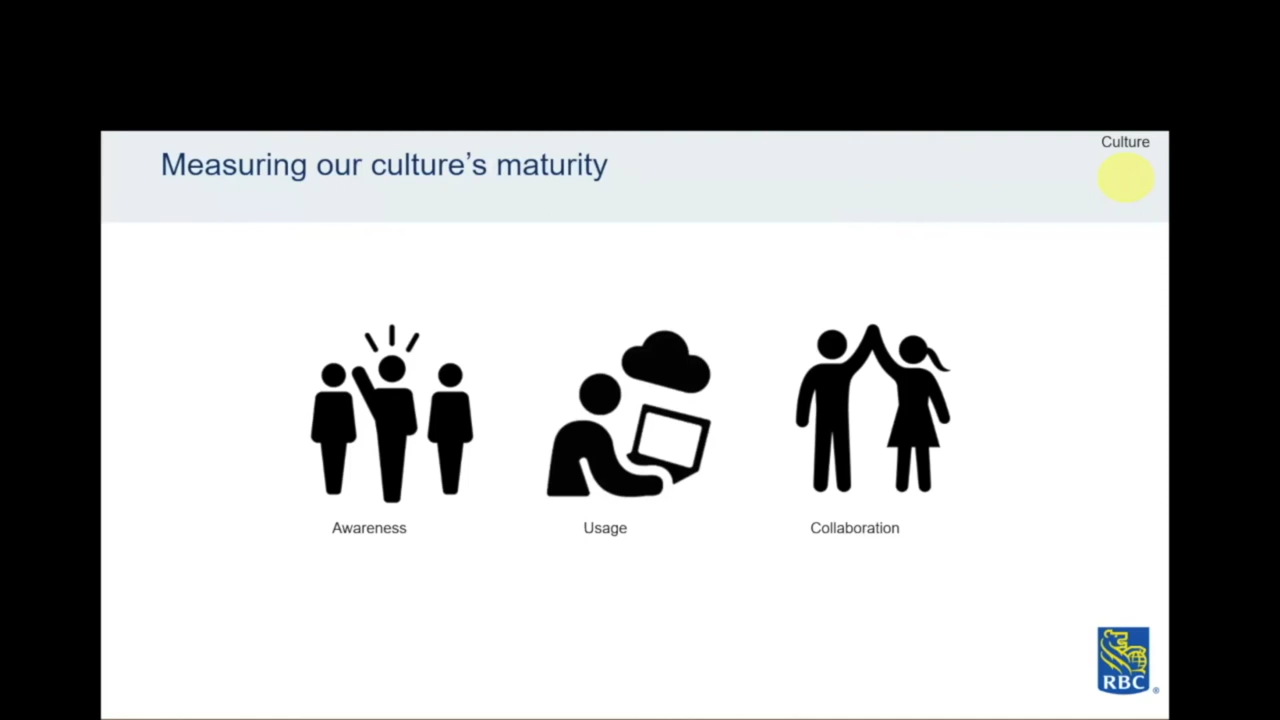 Culture
Measuring our culture’s maturity
Awareness
Usage
Collaboration
RBC
®